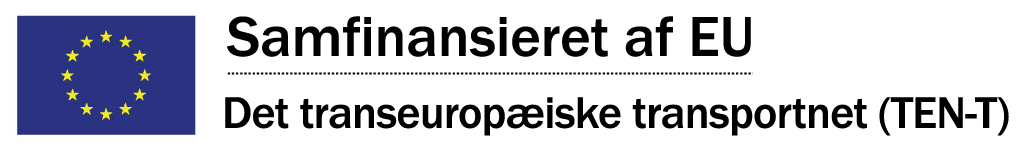 Samfinansieret af EU
Det transeuropæiske transportnet (TEN-T)